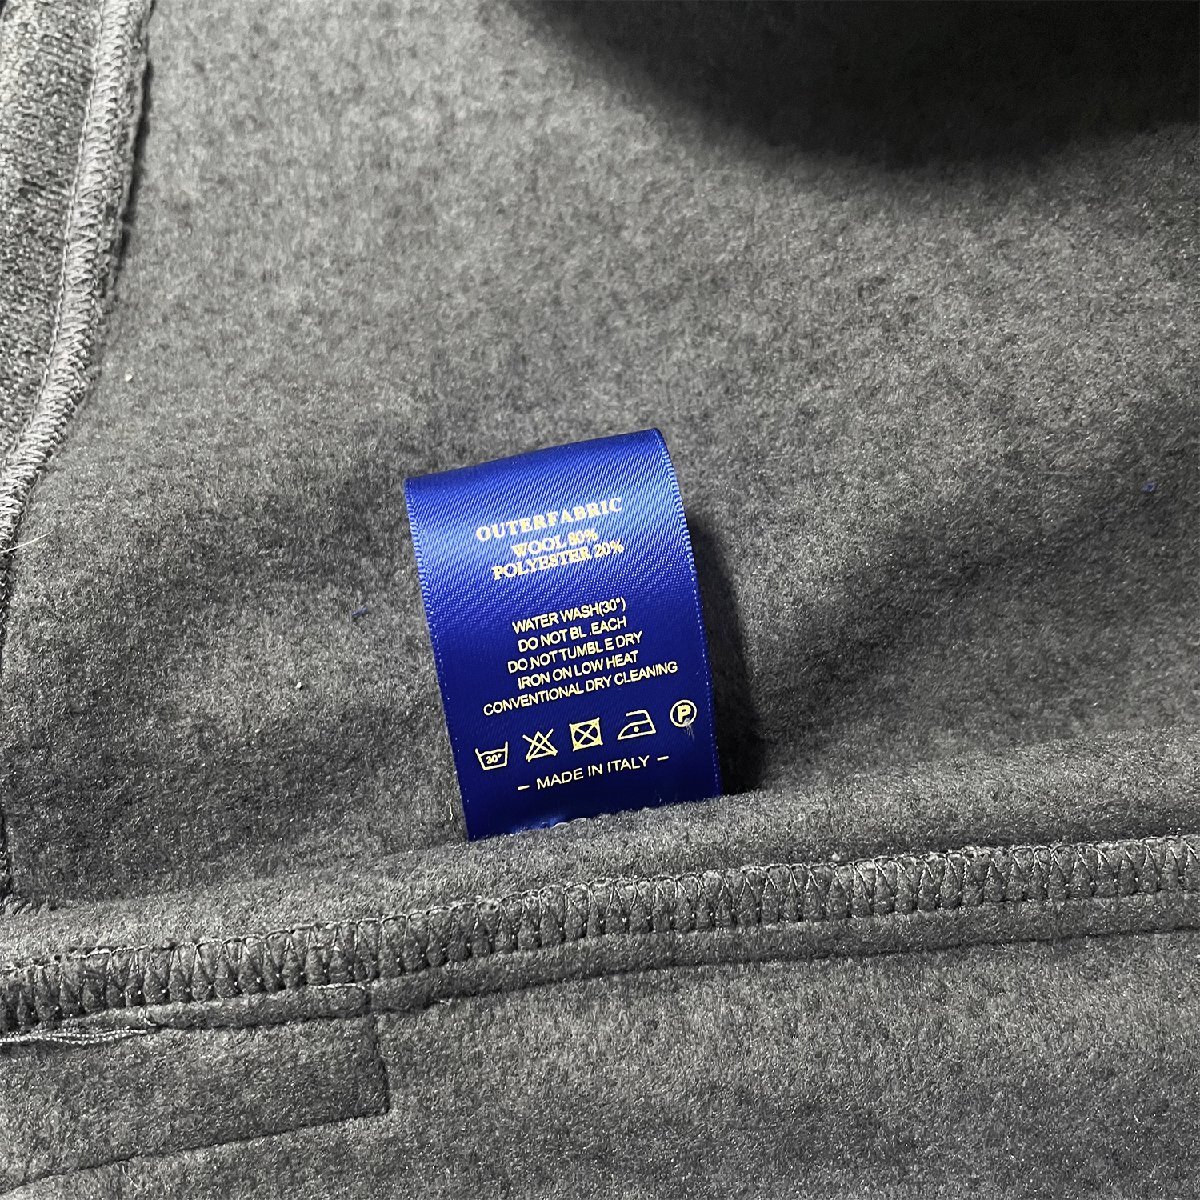 OUTERFABRIC
WOOL 80%
POLYESTER 20%
WATER WASH(30°)
DO NOT BL .EACH
DO NOT TUMBL E DRY
IRON ON LOW HEAT
CONVENTIONAL DRY CLEANING
30° P
– MADE IN ITALY –